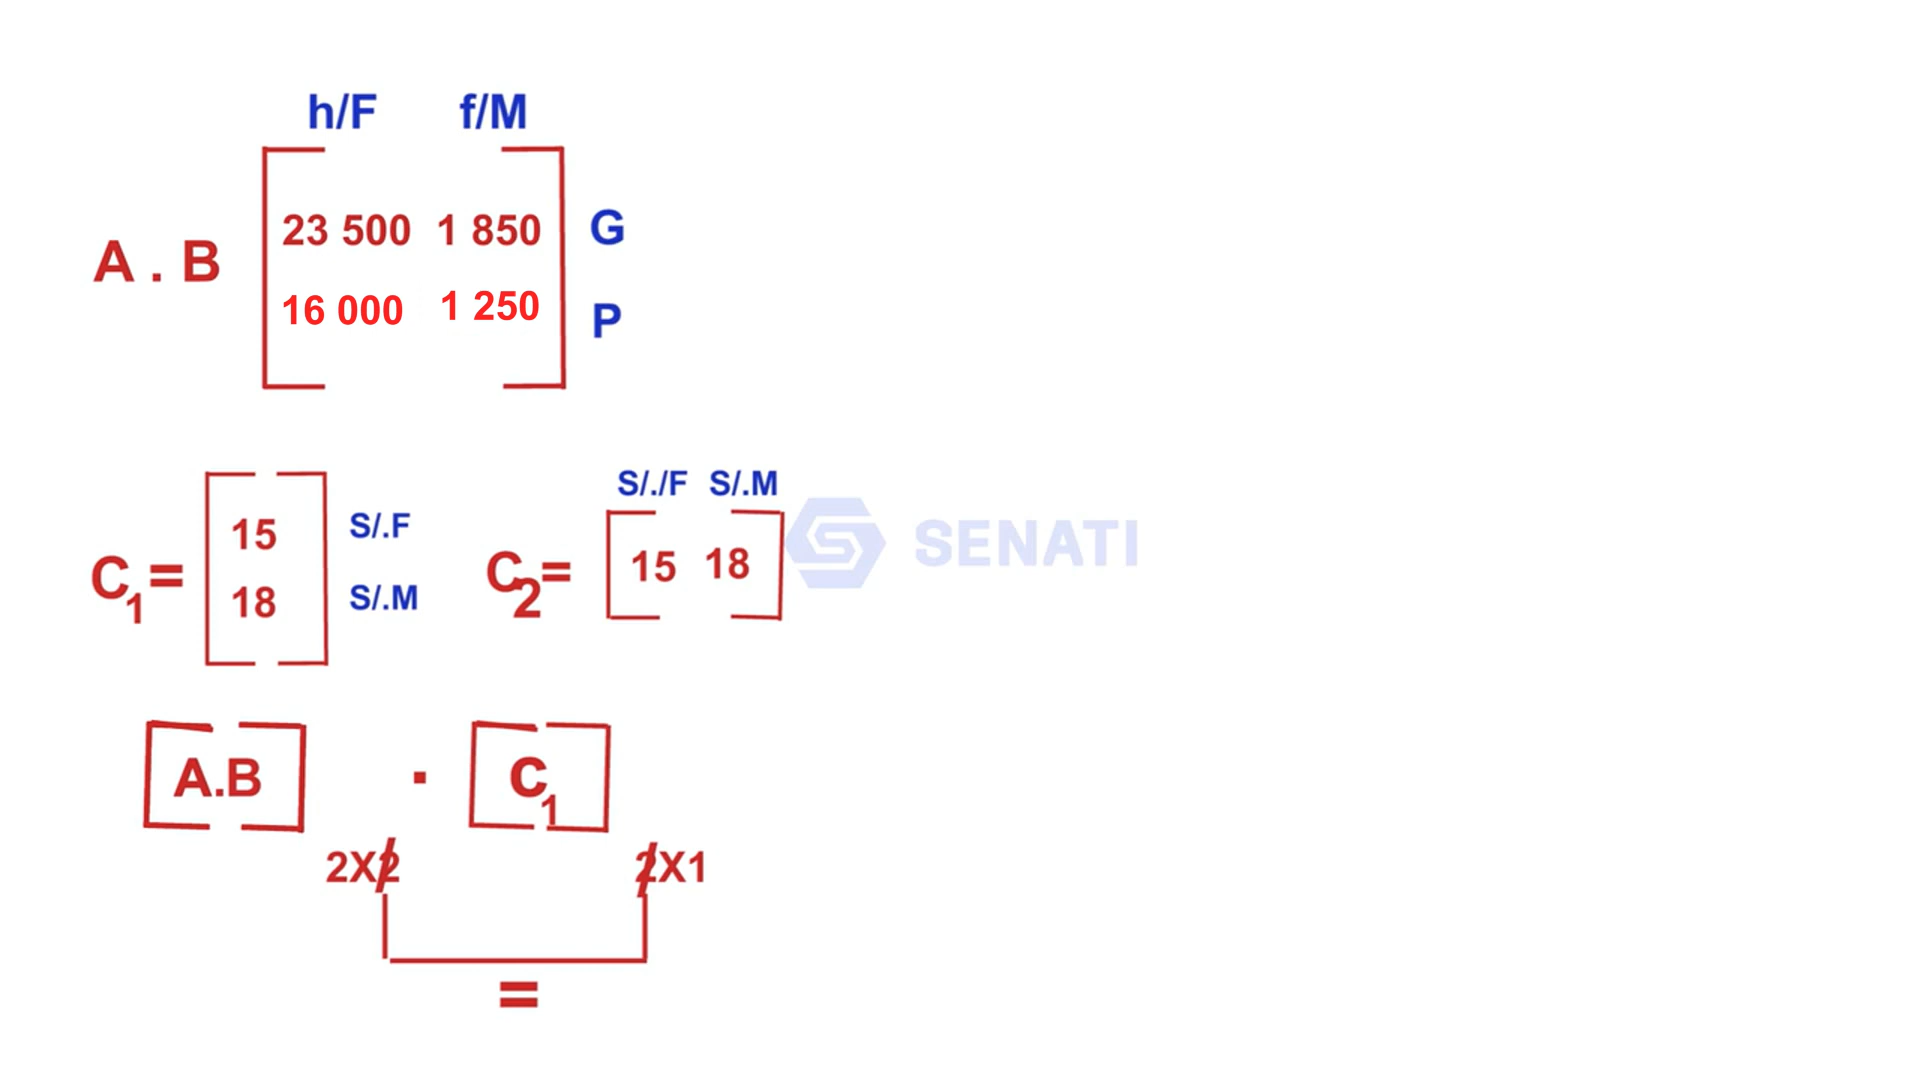 h/F f/M
A . B 23 500 1 850 G
16 000 1 250 P
S/./F S/.M
15 S/.F
C1= 18 S/.M
C2= 15 18
SENATI
A.B . C1
2X2 2X1
=